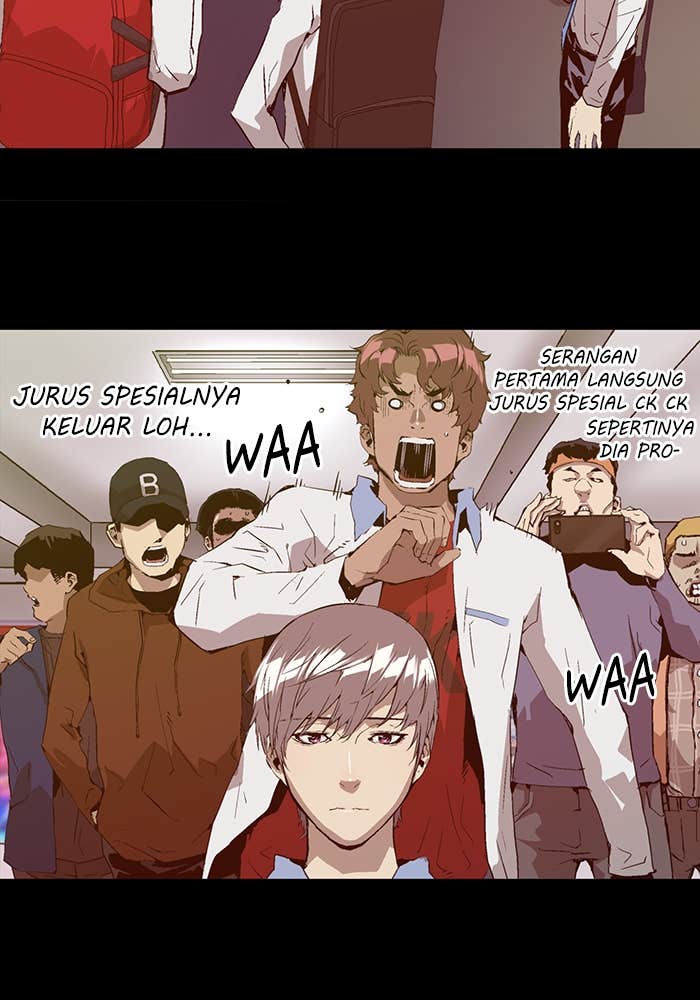 JURUS SPESIALNYA
KELUAR LOH...
WAA
SERANGAN
PERTAMA LANGSUNG
JURUS SPESIAL CK CK
SEPERTINYA
DIA PRO-
B
WAA